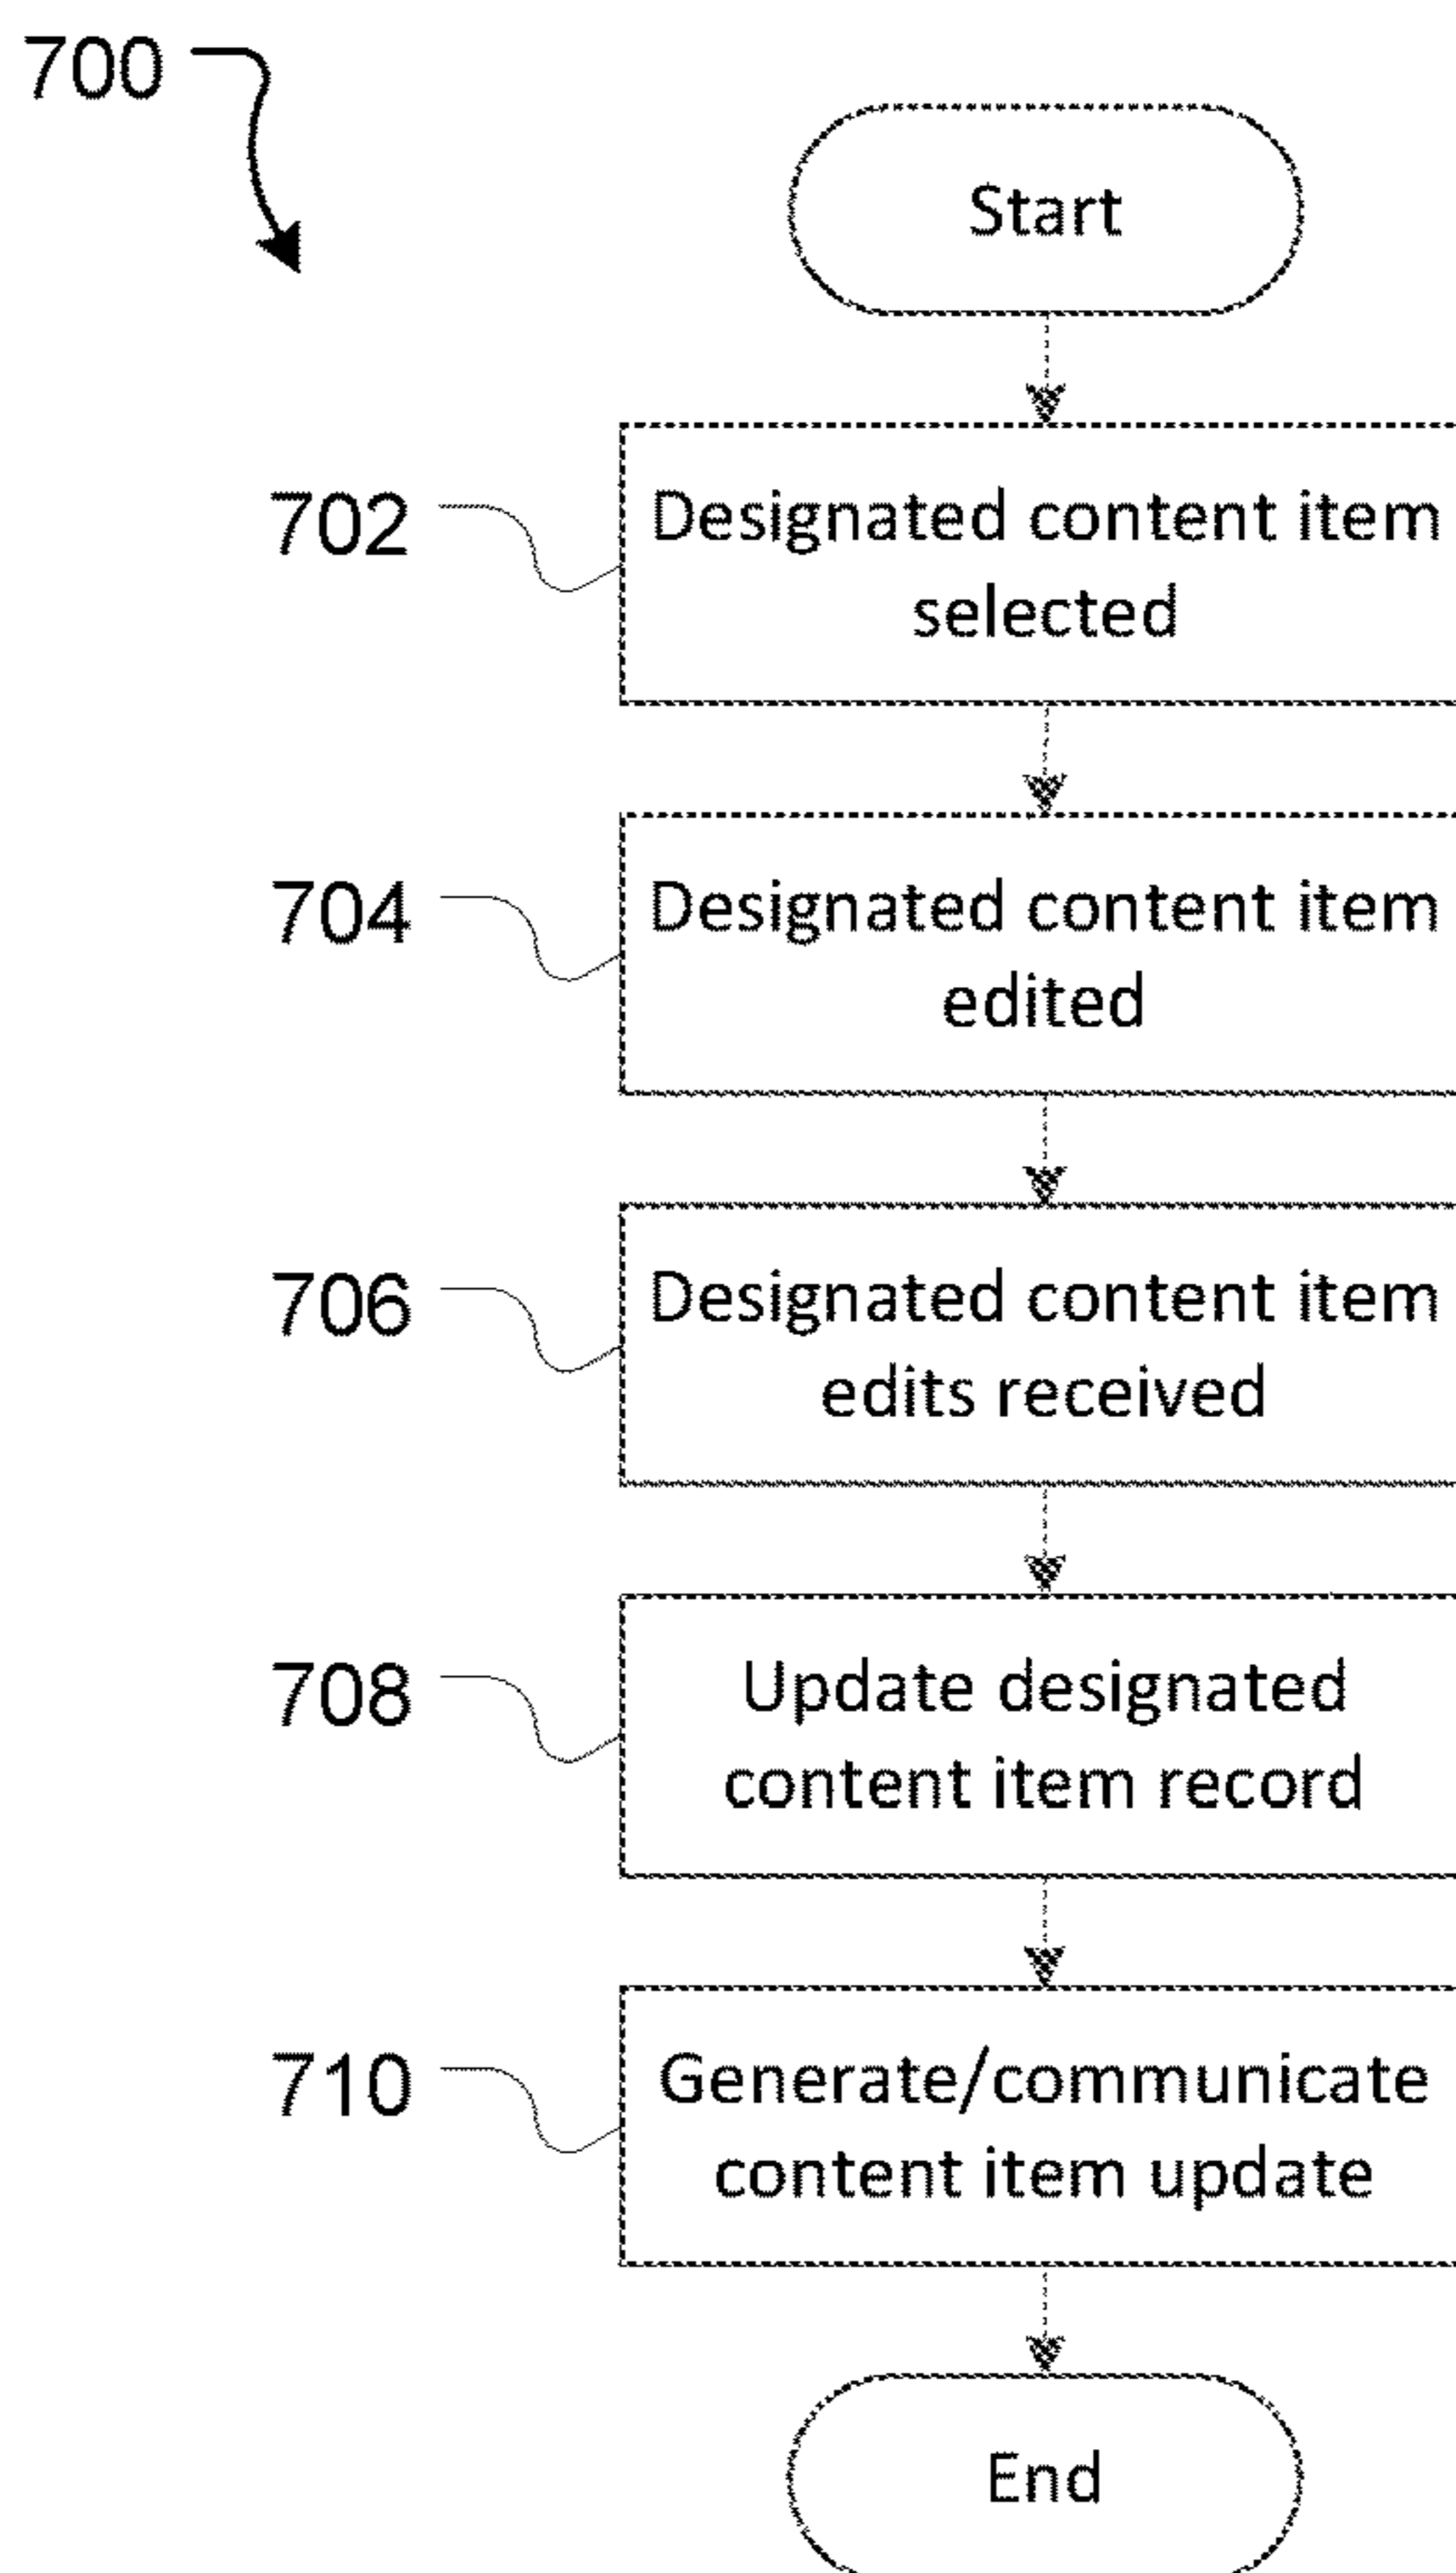 700
Start
702
Designated content item
selected
704
Designated content item
edited
706
Designated content item
edits received
708
Update designated
content item record
710
Generate/communicate
content item update
End